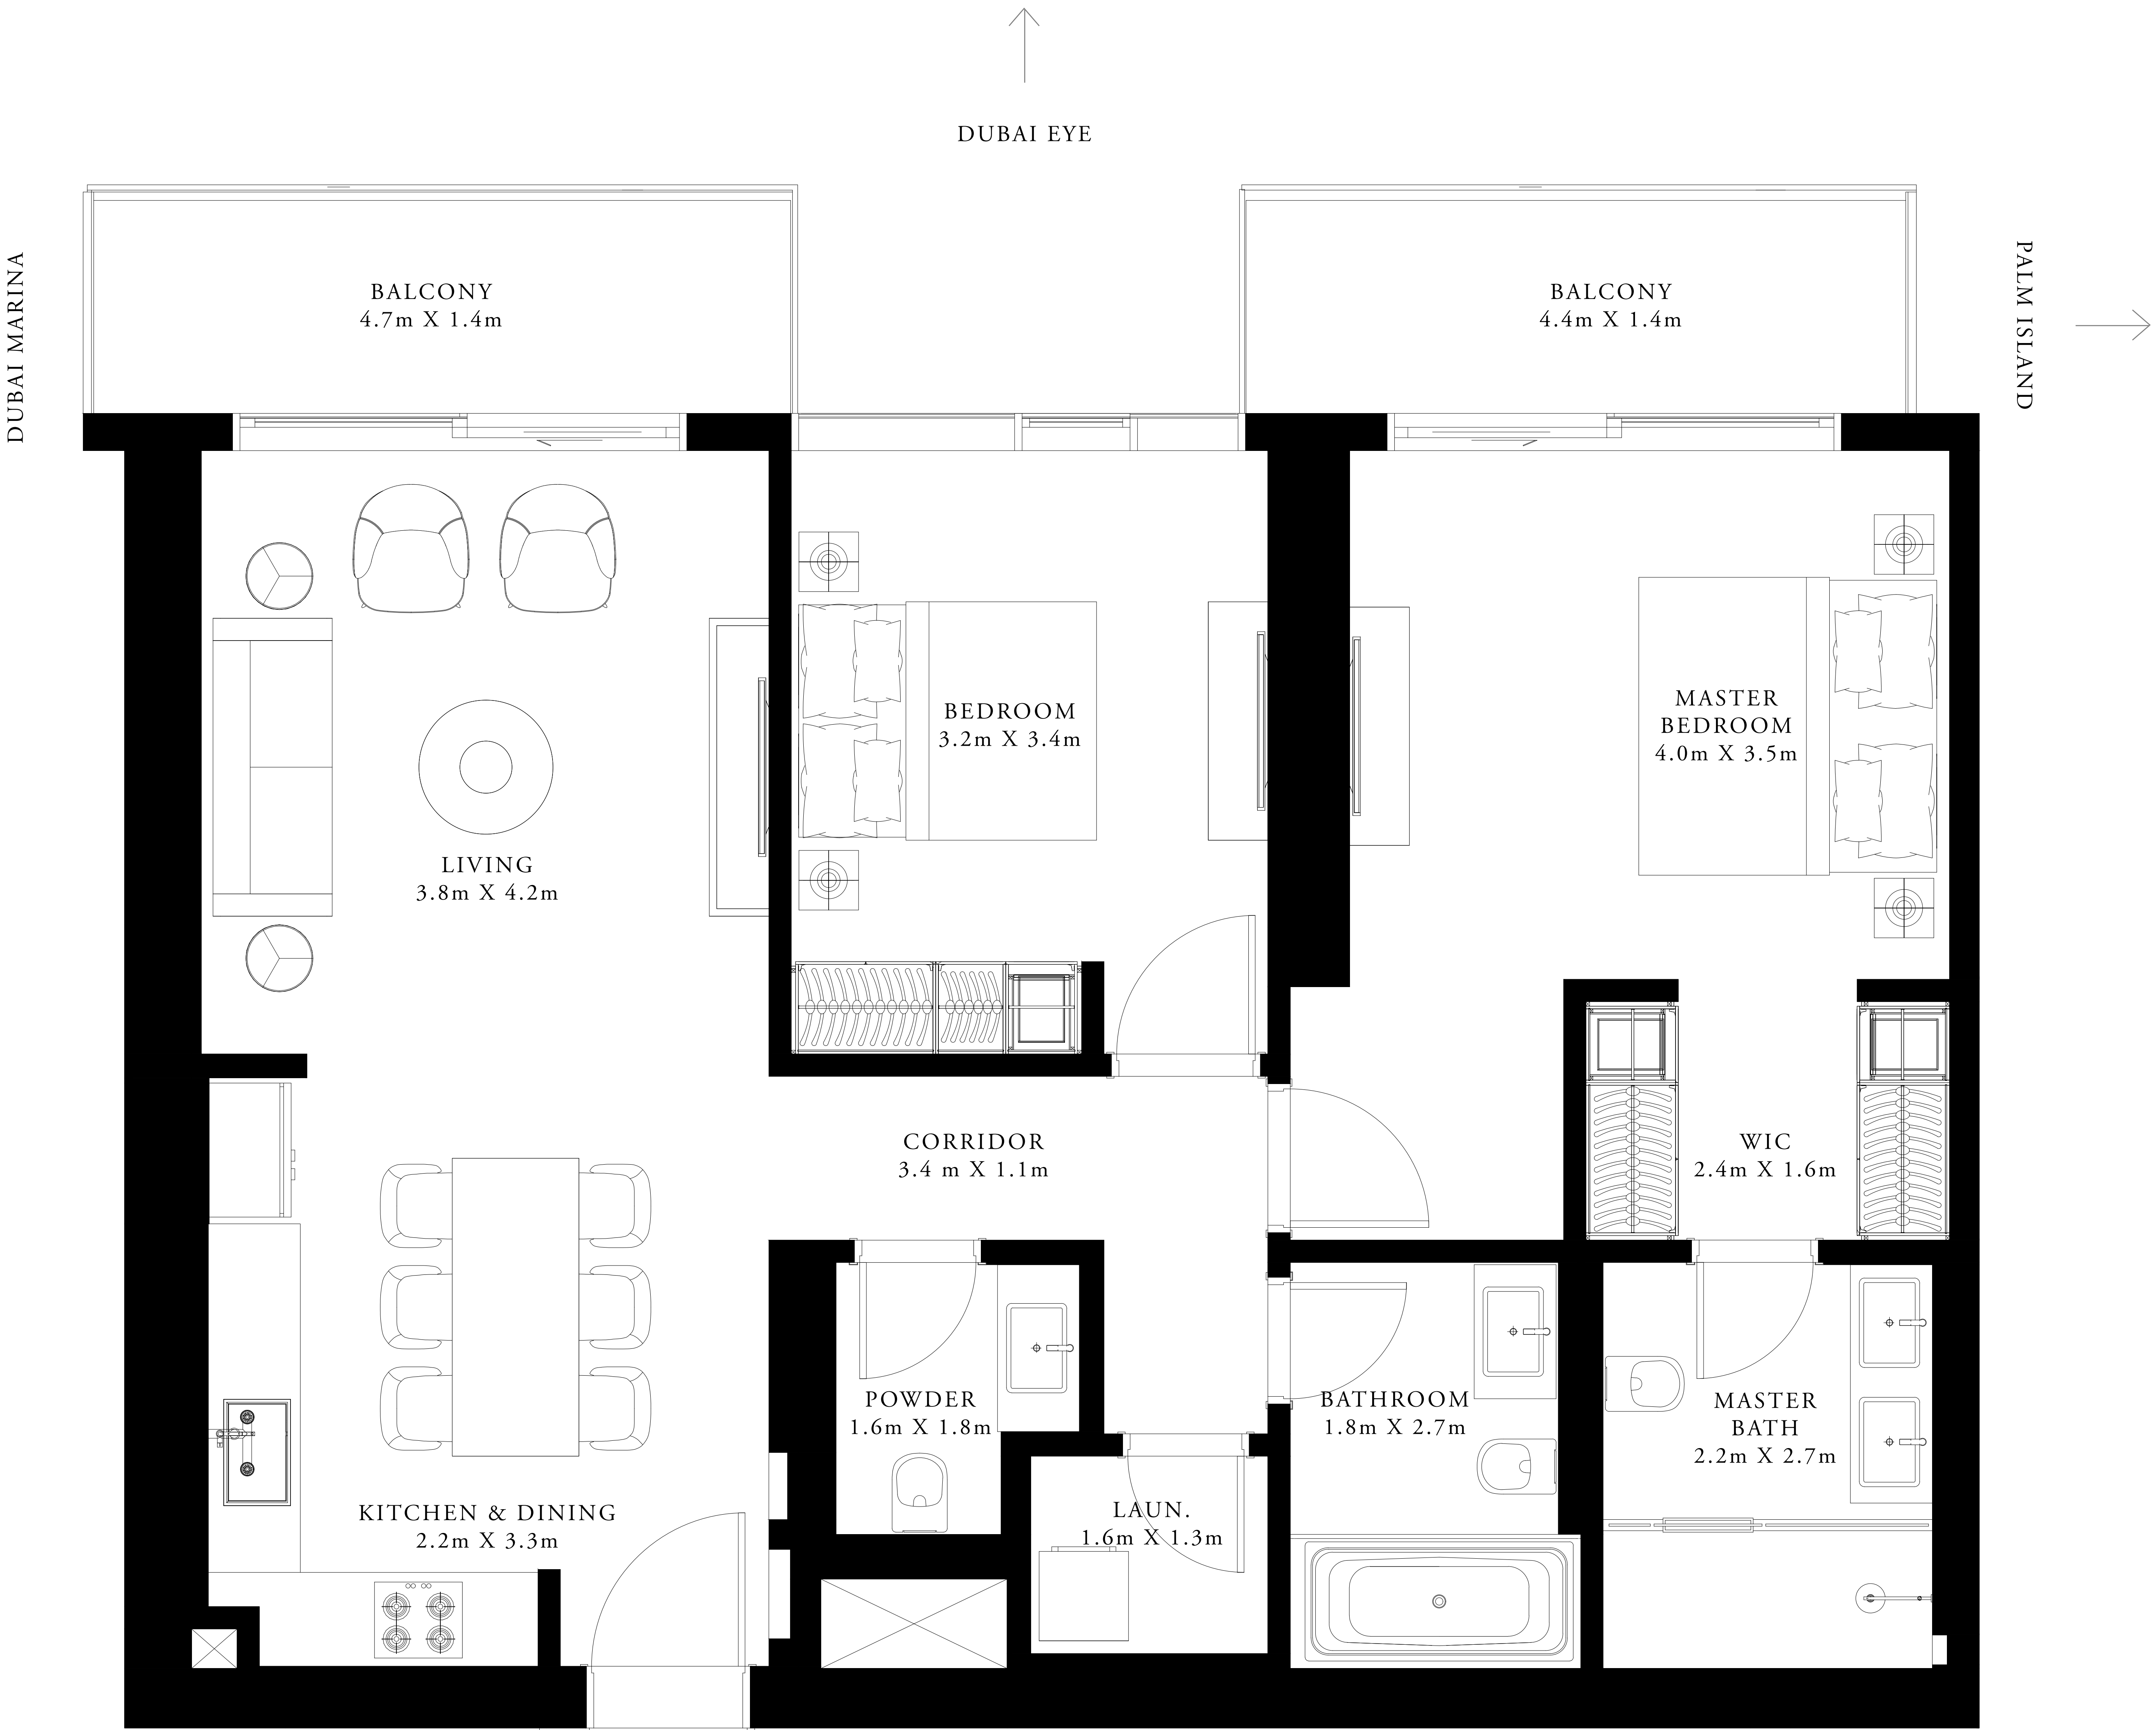 DUBAI EYE
DUBAI MARINA
PALM ISLAND
BALCONY
4.7m X 1.4m
BALCONY
4.4m X 1.4m
BEDROOM
3.2m X 3.4m
MASTER
BEDROOM
4.0m X 3.5m
LIVING
3.8m X 4.2m
CORRIDOR
3.4 m X 1.1m
WIC
2.4m X 1.6m
POWDER
1.6m X 1.8m
BATHROOM
1.8m X 2.7m
MASTER
BATH
2.2m X 2.7m
KITCHEN & DINING
2.2m X 3.3m
LAUN.
1.6m X 1.3m